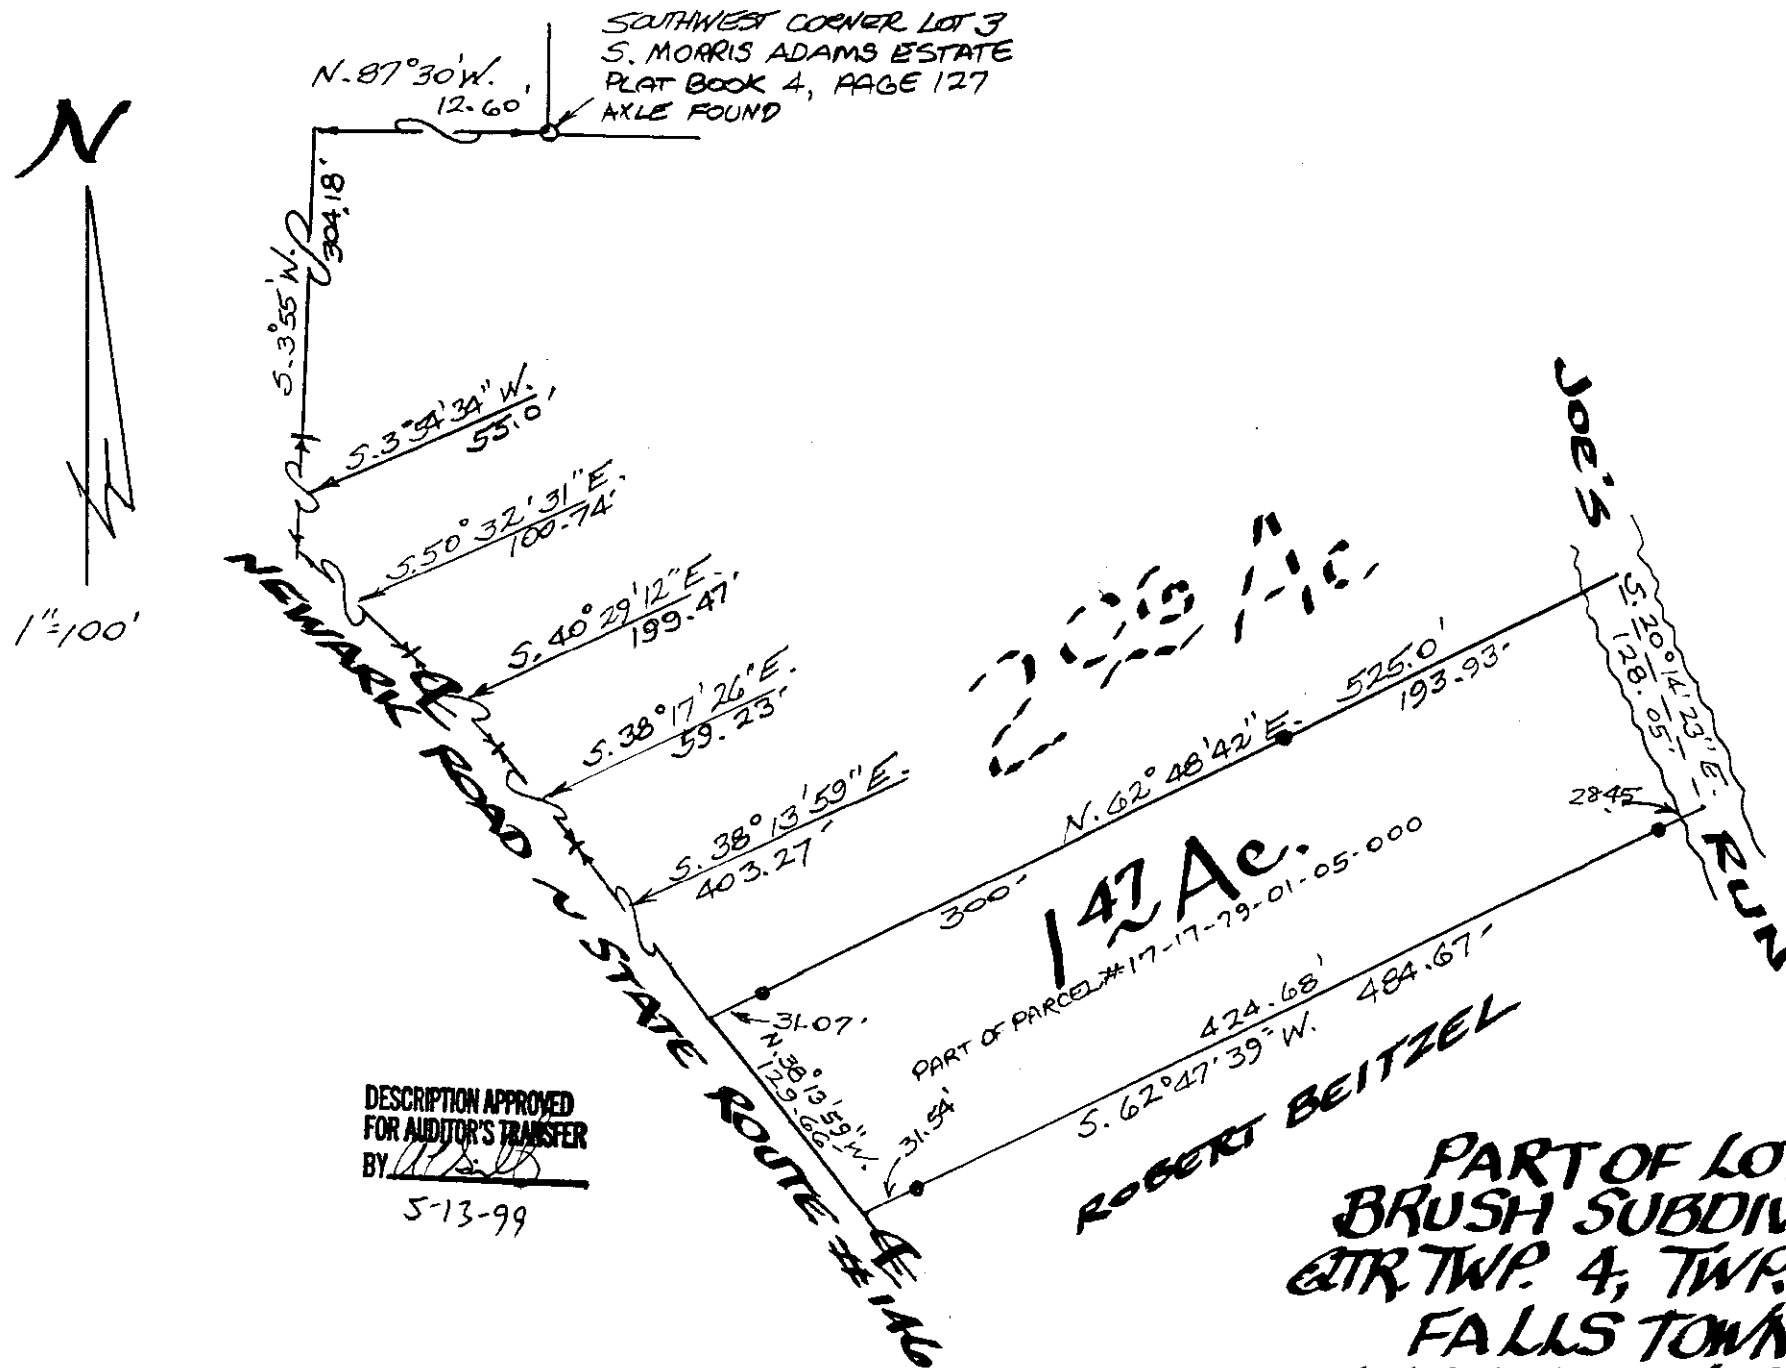 SOUTHWEST CORNER LOT 3
S. MORRIS ADAMS ESTATE
PLAT BOOK 4, PAGE 127
AXLE FOUND
N. 87°30'W.
12.60'
N
1"=100'
S. 3°55'W.
304.18'
S. 3°54'34"W.
55.0'
S. 50°32'31"E.
100.74'
S. 40°29'12"E.
199.47'
S. 38°17'26"E.
59.23'
S. 38°13'59"E.
403.27'
NEWARK ROAD ~ STATE ROUTE #146
JOE'S RUN
S. 20°14'23"E.
128.05'
Ac
525.0'
193.93'
N. 62°48'42"E.
300'
28.45
1 47 Ac.
PART OF PARCEL #17-17-79-01-05-000
31.07'
N. 38°13'59"W.
129.66'
31.54'
424.68'
484.67'
S. 62°47'39"W.
ROBERT BEITZEL
DESCRIPTION APPROVED
FOR AUDITOR'S TRANSFER
BY
5-13-99
PART OF LO
BRUSH SUBDIV
QTR TWP. 4, TWP.
FALLS TOWN